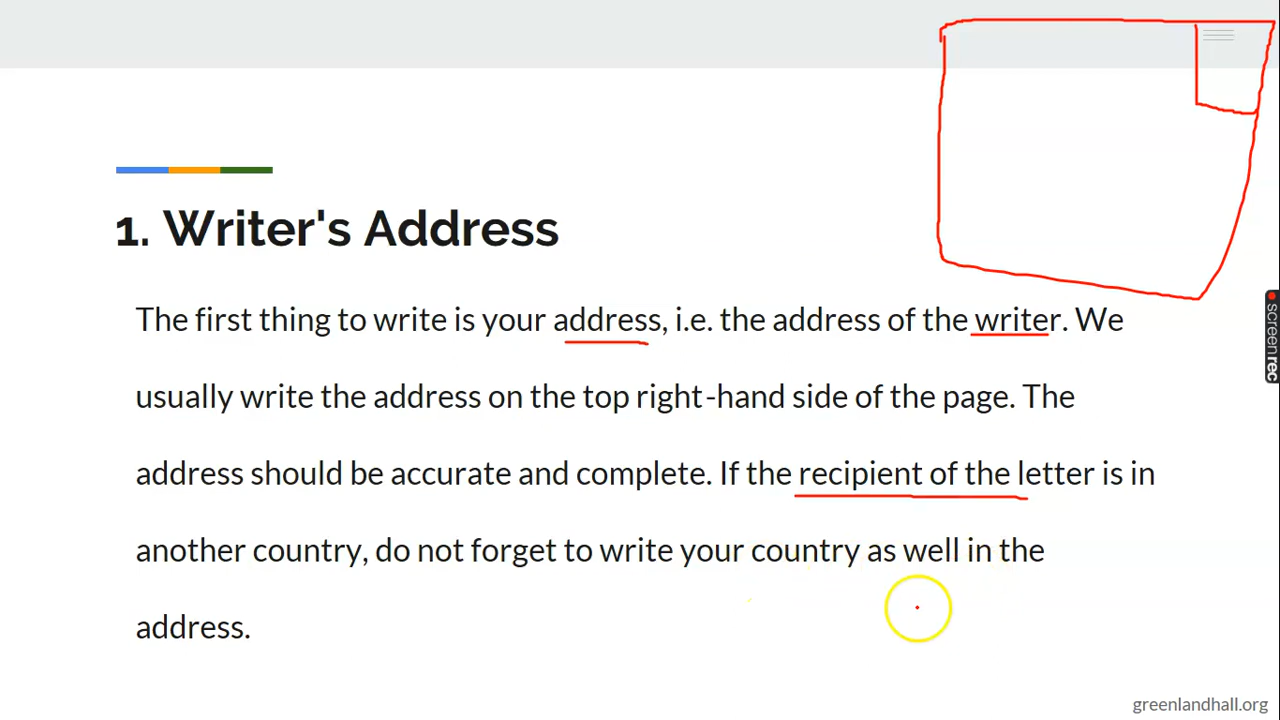 1. Writer's Address
The first thing to write is your address, i.e. the address of the writer. We
usually write the address on the top right-hand side of the page. The
address should be accurate and complete. If the recipient of the letter is in
another country, do not forget to write your country as well in the
address.
screenrec
greenlandhall.org